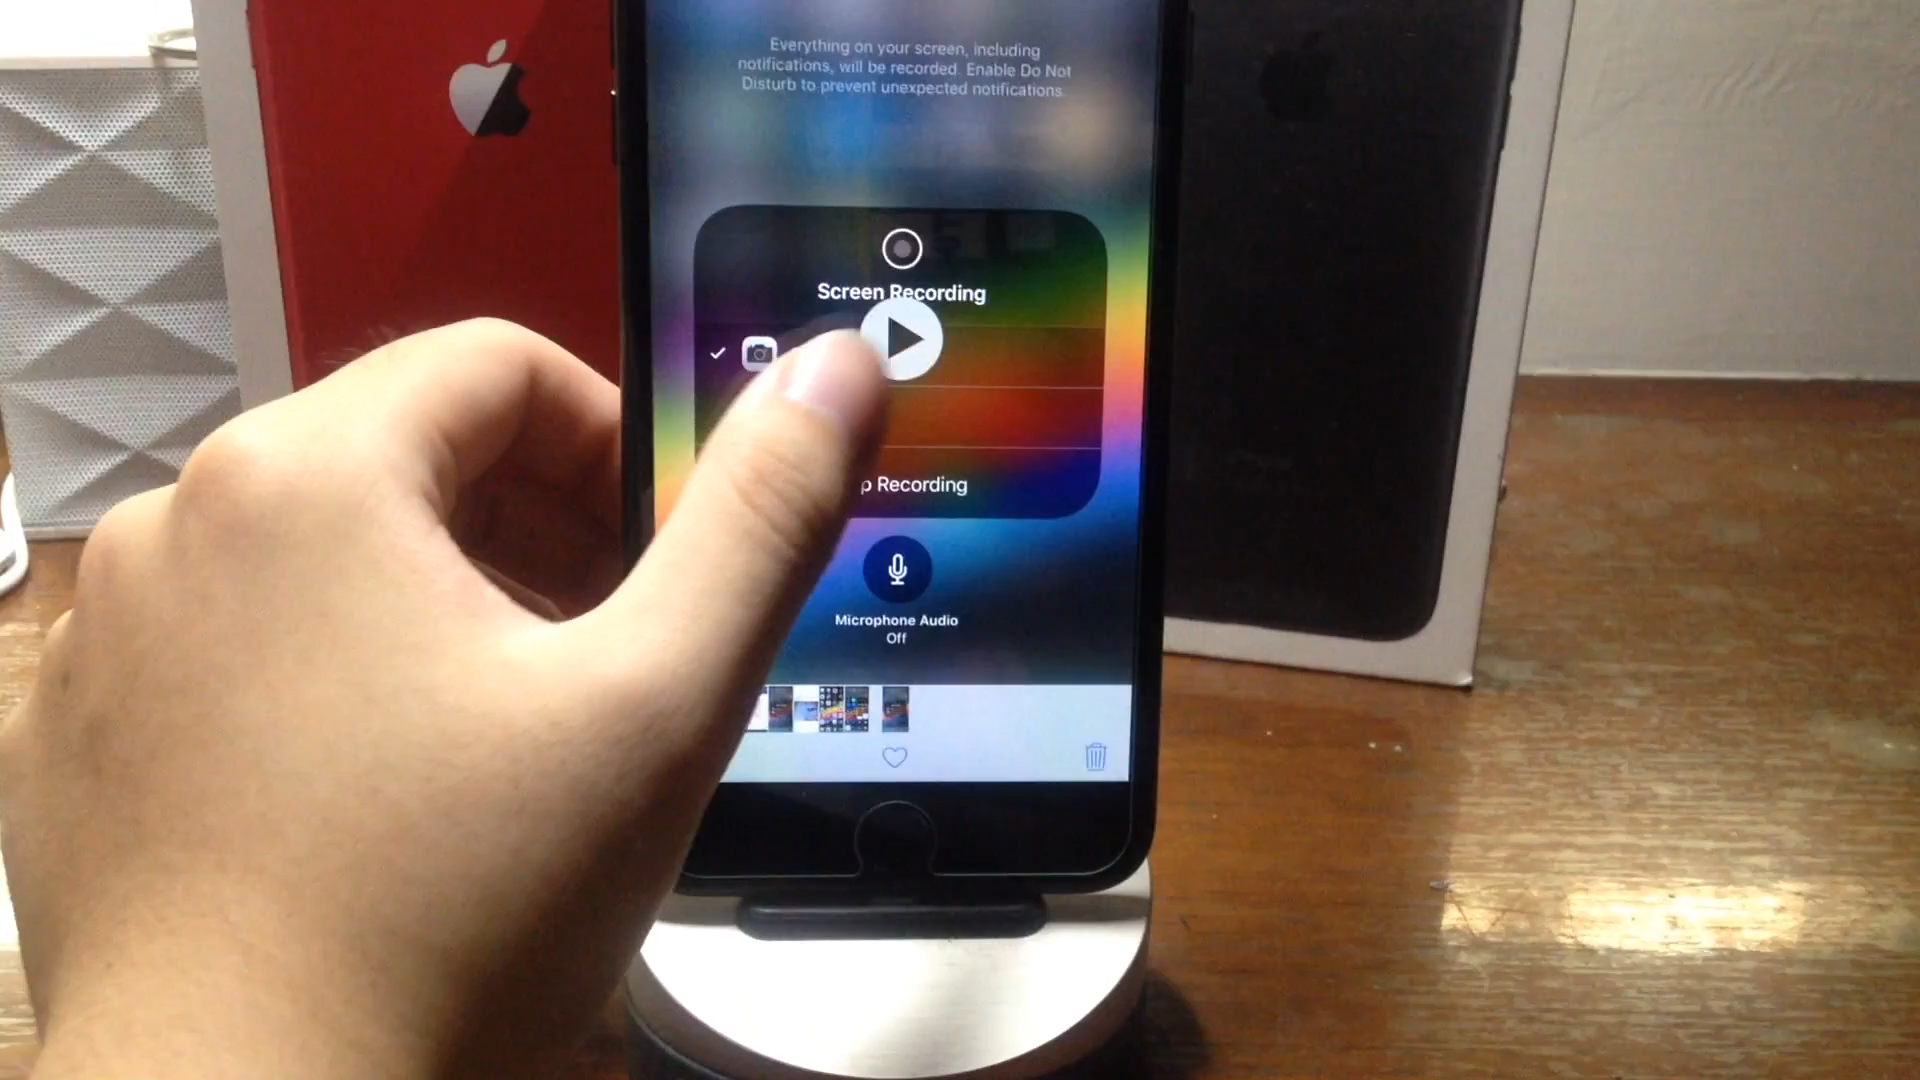 Everything on your screen, including
notifications, will be recorded. Enable Do Not
Disturb to prevent unexpected notifications.
Screen Recording
p Recording
Microphone Audio
Off